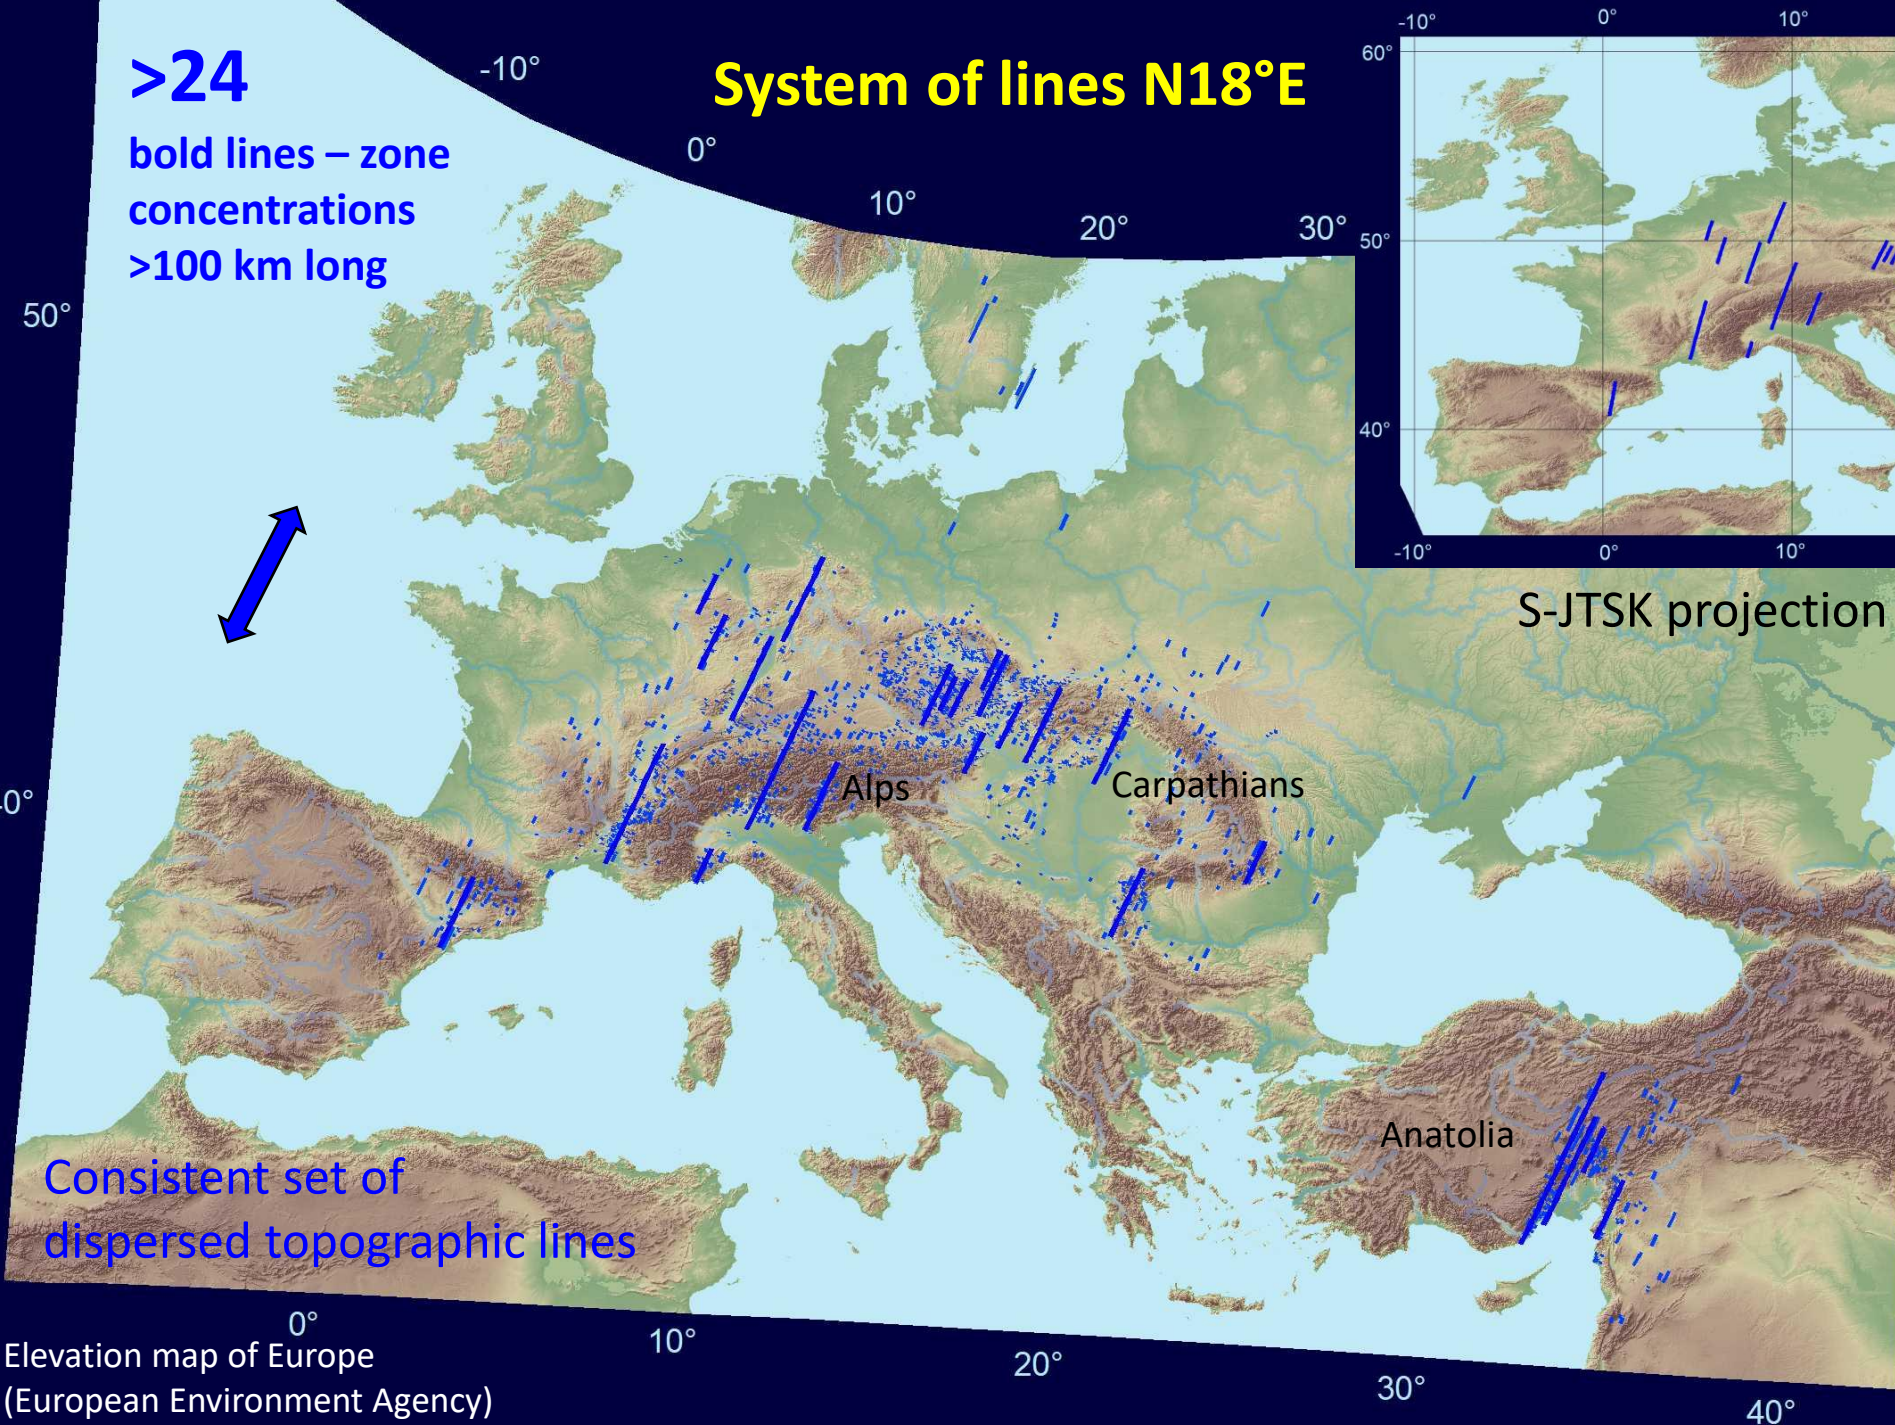 >24
bold lines – zone
concentrations
>100 km long
System of lines N18°E
-10°
0°
10°
20°
30°
50°
-10°
0°
10°
60°
50°
40°
-10°
0°
10°
S-JTSK projection
Alps
Carpathians
Anatolia
Consistent set of
dispersed topographic lines
0°
10°
20°
30°
40°
Elevation map of Europe
(European Environment Agency)